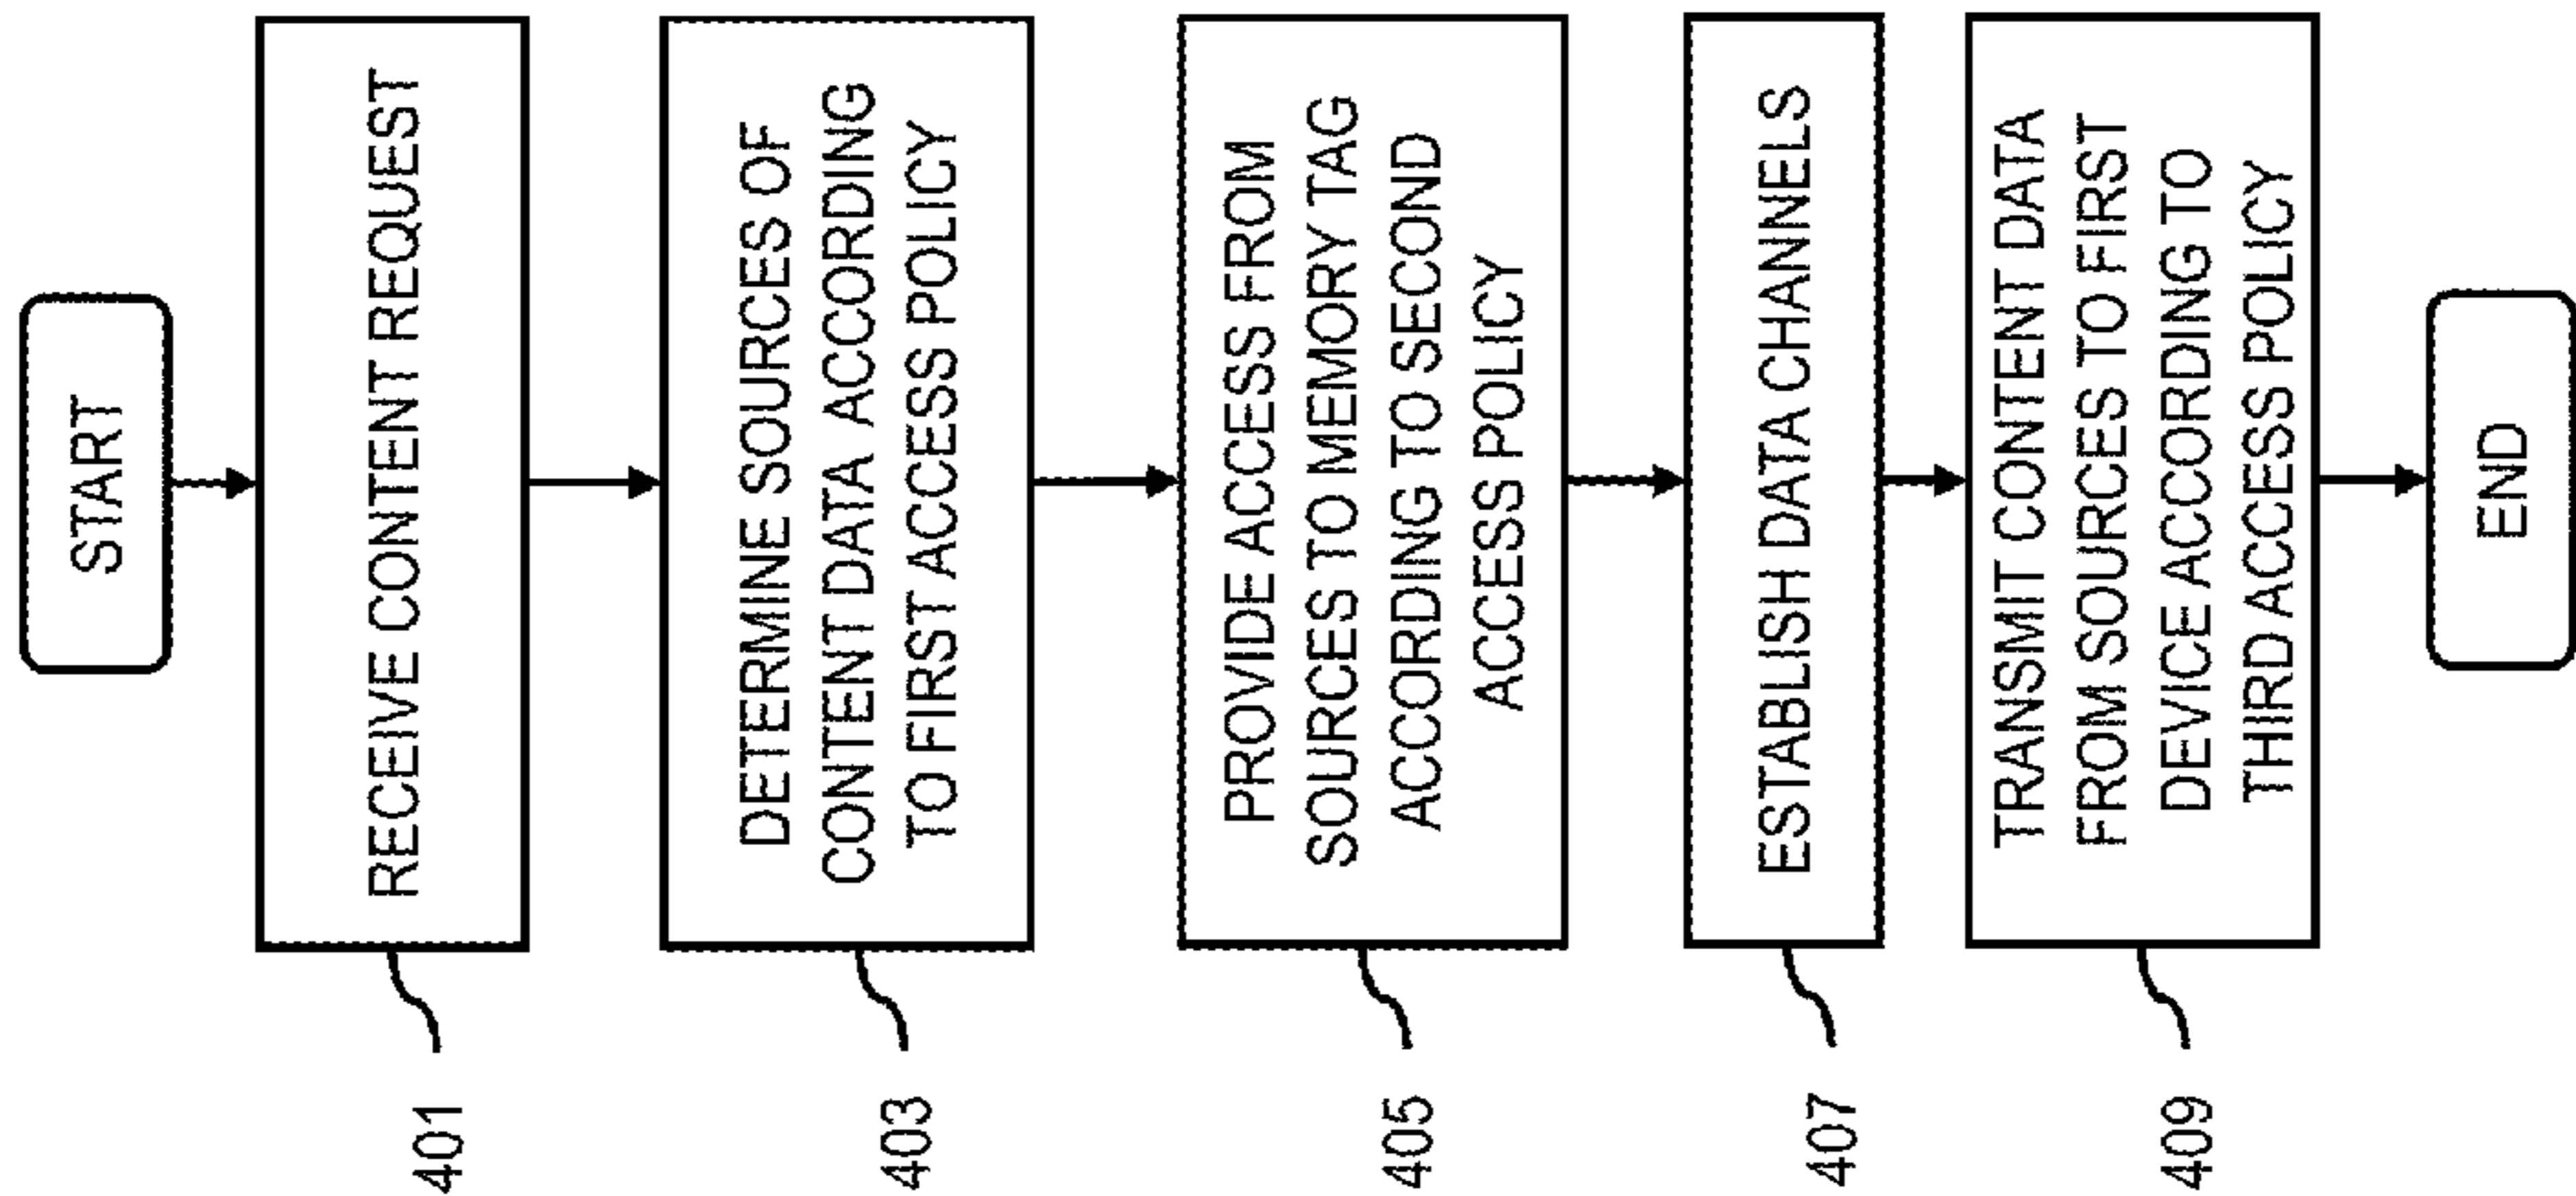 START
RECEIVE CONTENT REQUEST
401
DETERMINE SOURCES OF
CONTENT DATA ACCORDING
TO FIRST ACCESS POLICY
403
PROVIDE ACCESS FROM
SOURCES TO MEMORY TAG
ACCORDING TO SECOND
ACCESS POLICY
405
ESTABLISH DATA CHANNELS
407
TRANSMIT CONTENT DATA
FROM SOURCES TO FIRST
DEVICE ACCORDING TO
THIRD ACCESS POLICY
409
END